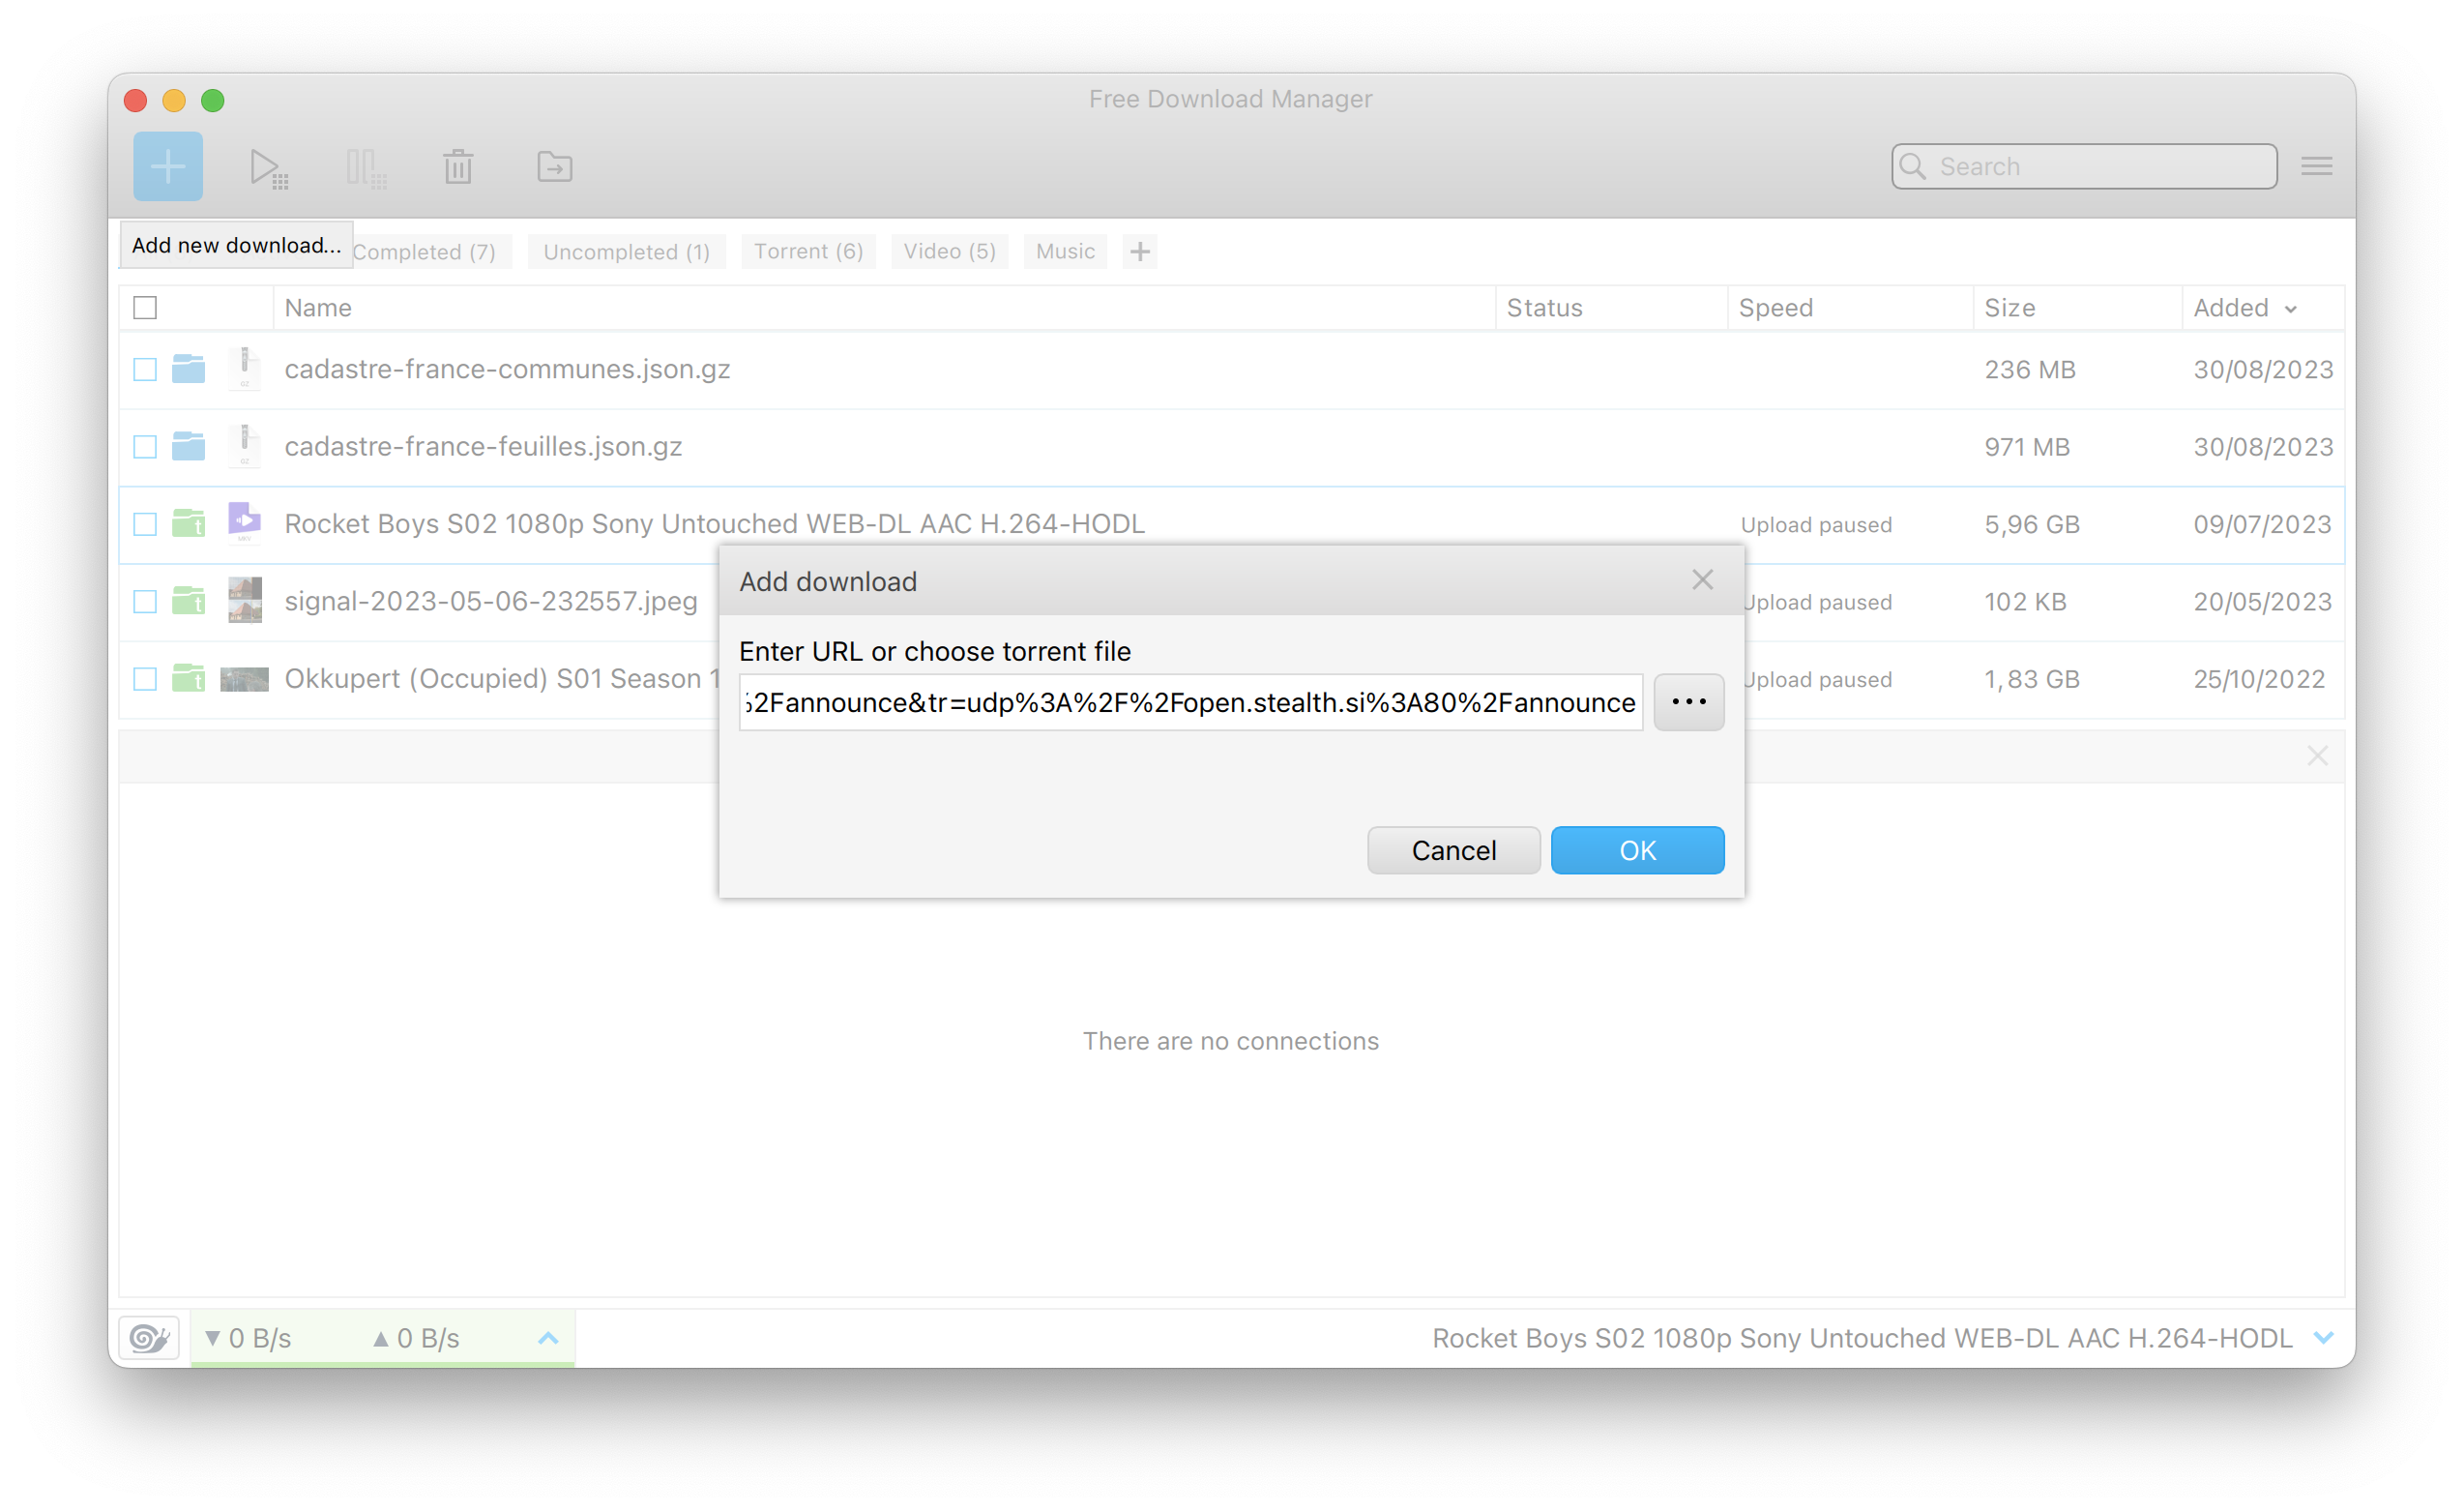 Free Download Manager
Search
Add new download...
Completed (7)
Uncompleted (1)
Torrent (6)
Video (5)
Music
Name
Status
Speed
Size
Added
cadastre-france-communes.json.gz
236 MB
30/08/2023
cadastre-france-feuilles.json.gz
971 MB
30/08/2023
Rocket Boys S02 1080p Sony Untouched WEB-DL AAC H.264-HODL
Upload paused
5,96 GB
09/07/2023
signal-2023-05-06-232557.jpeg
Upload paused
102 KB
20/05/2023
Okkupert (Occupied) S01 Season 1
Upload paused
1,83 GB
25/10/2022
Add download
Enter URL or choose torrent file
%2Fannounce&tr=udp%3A%2F%2Fopen.stealth.si%3A80%2Fannounce
...
Cancel
OK
There are no connections
▼ 0 B/s
▲ 0 B/s
Rocket Boys S02 1080p Sony Untouched WEB-DL AAC H.264-HODL